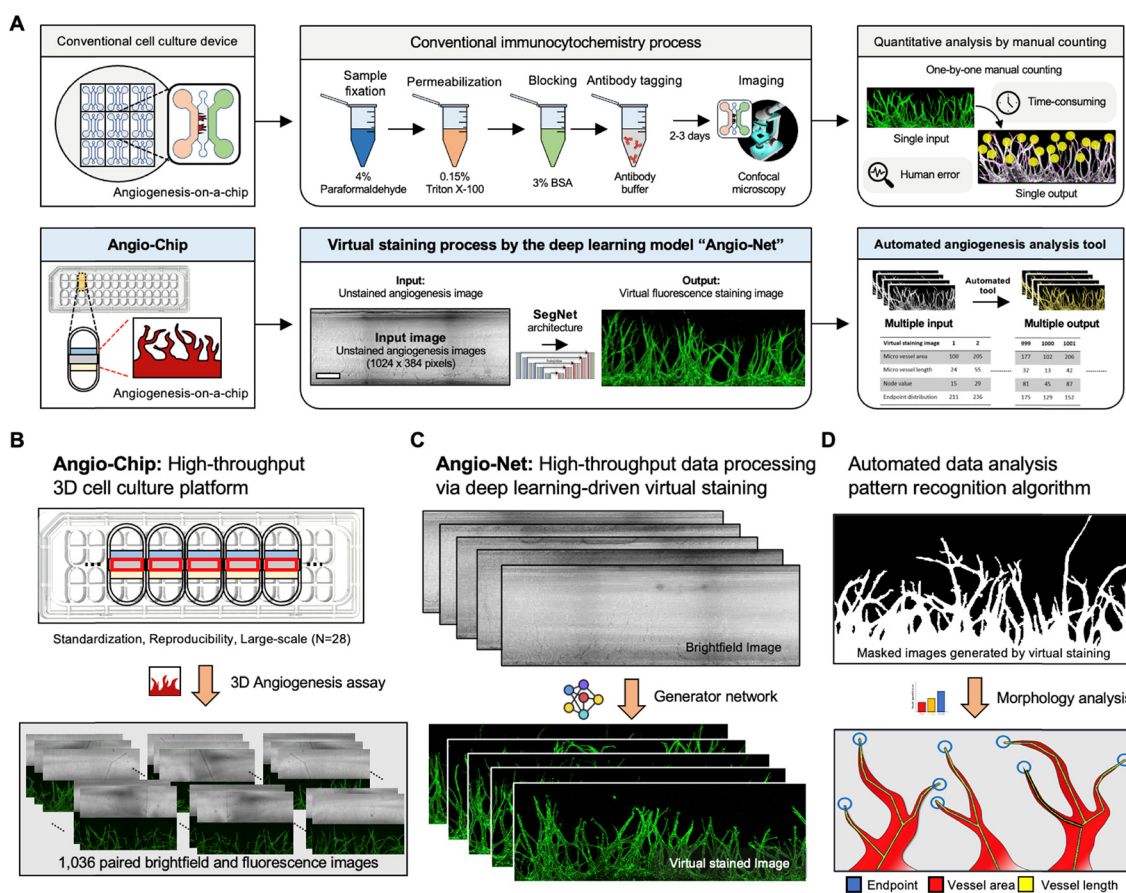 A
Conventional cell culture device
Angiogenesis-on-a-chip
Conventional immunocytochemistry process
Sample
fixation
Permeabilization
Blocking
Antibody tagging
Imaging
2-3 days
4%
Paraformaldehyde
0.15%
Triton X-100
3% BSA
Antibody
buffer
Confocal
microscopy
Quantitative analysis by manual counting
One-by-one manual counting
Single input
Time-consuming
Human error
Single output
Angio-Chip
Angiogenesis-on-a-chip
Virtual staining process by the deep learning model “Angio-Net”
Input:
Unstained angiogenesis image
Input image
Unstained angiogenesis images
(1024 x 384 pixels)
SegNet
architecture
Output:
Virtual fluorescence staining image
Automated angiogenesis analysis tool
Automated
tool
Multiple input
Multiple output
Virtual staining image 1 2 999 1000 1001
Micro vessel area 100 205 177 102 206
Micro vessel length 24 55 ......... 32 13 42 .........
Node value 15 29 81 45 87
Endpoint distribution 211 236 175 129 152
B
Angio-Chip: High-throughput
3D cell culture platform
Standardization, Reproducibility, Large-scale (N=28)
3D Angiogenesis assay
1,036 paired brightfield and fluorescence images
C
Angio-Net: High-throughput data processing
via deep learning-driven virtual staining
Brightfield Image
Generator network
Virtual stained Image
D
Automated data analysis
pattern recognition algorithm
Masked images generated by virtual staining
Morphology analysis
Endpoint
Vessel area
Vessel length